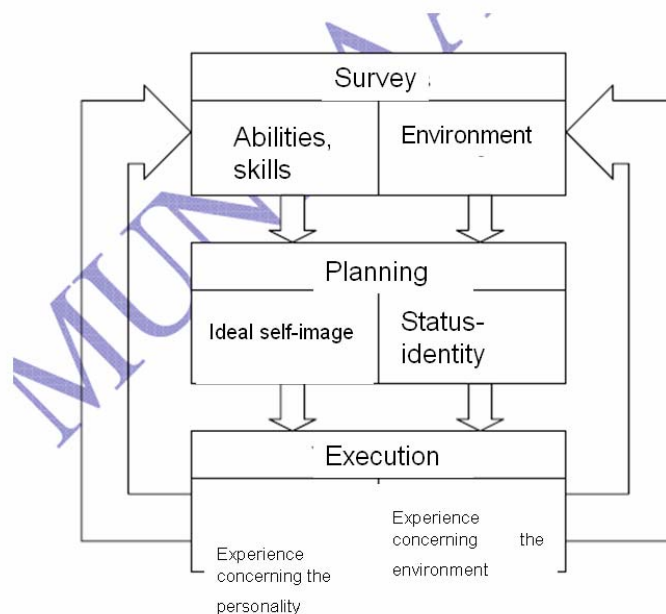 Survey
Abilities,
skills
Environment
Planning
Ideal self-image
Status-
identity
Execution
Experience
concerning the
personality
Experience
concerning the
environment